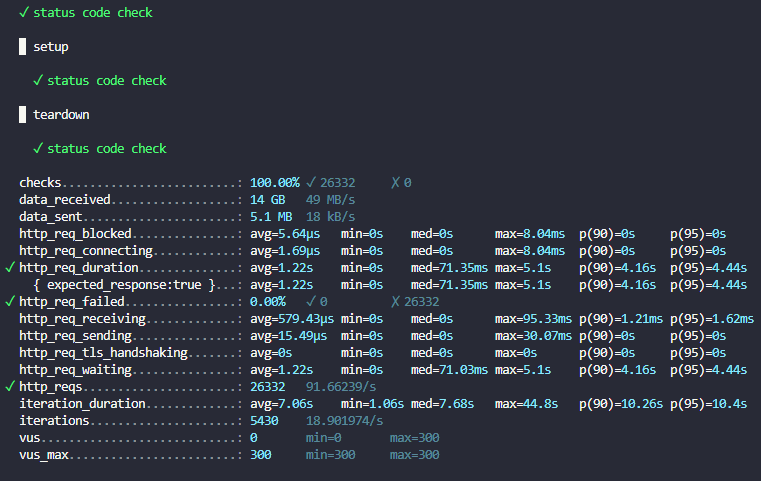 ✓ status code check
█ setup
✓ status code check
█ teardown
✓ status code check
checks.........................: 100.00% ✓ 26332 ✗ 0
data_received..................: 14 GB 49 MB/s
data_sent......................: 5.1 MB 18 kB/s
http_req_blocked...............: avg=5.64µs min=0s med=0s max=8.04ms p(90)=0s p(95)=0s
http_req_connecting............: avg=1.69µs min=0s med=0s max=8.04ms p(90)=0s p(95)=0s
✓ http_req_duration..............: avg=1.22s min=0s med=71.35ms max=5.1s p(90)=4.16s p(95)=4.44s
{ expected_response:true }...: avg=1.22s min=0s med=71.35ms max=5.1s p(90)=4.16s p(95)=4.44s
✓ http_req_failed................: 0.00% ✓ 0 ✗ 26332
http_req_receiving.............: avg=579.43µs min=0s med=0s max=95.33ms p(90)=1.21ms p(95)=1.62ms
http_req_sending...............: avg=15.49µs min=0s med=0s max=30.07ms p(90)=0s p(95)=0s
http_req_tls_handshaking.......: avg=0s min=0s med=0s max=0s p(90)=0s p(95)=0s
http_req_waiting...............: avg=1.22s min=0s med=71.03ms max=5.1s p(90)=4.16s p(95)=4.44s
✓ http_reqs......................: 26332 91.66239/s
iteration_duration.............: avg=7.06s min=1.06s med=7.68s max=44.8s p(90)=10.26s p(95)=10.4s
iterations.....................: 5430 18.901974/s
vus............................: 0 min=0 max=300
vus_max........................: 300 min=300 max=300